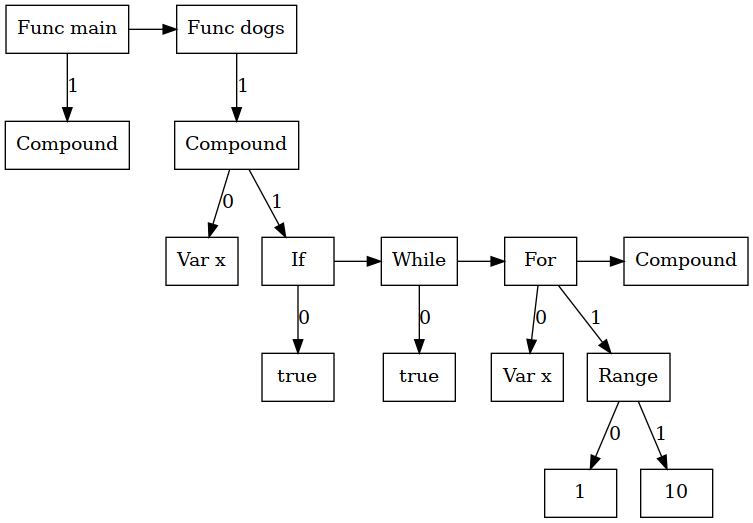 Func main
Func dogs
1
1
Compound
Compound
0
1
Var x
If
While
For
Compound
0
0
0
1
true
true
Var x
Range
0
1
1
10